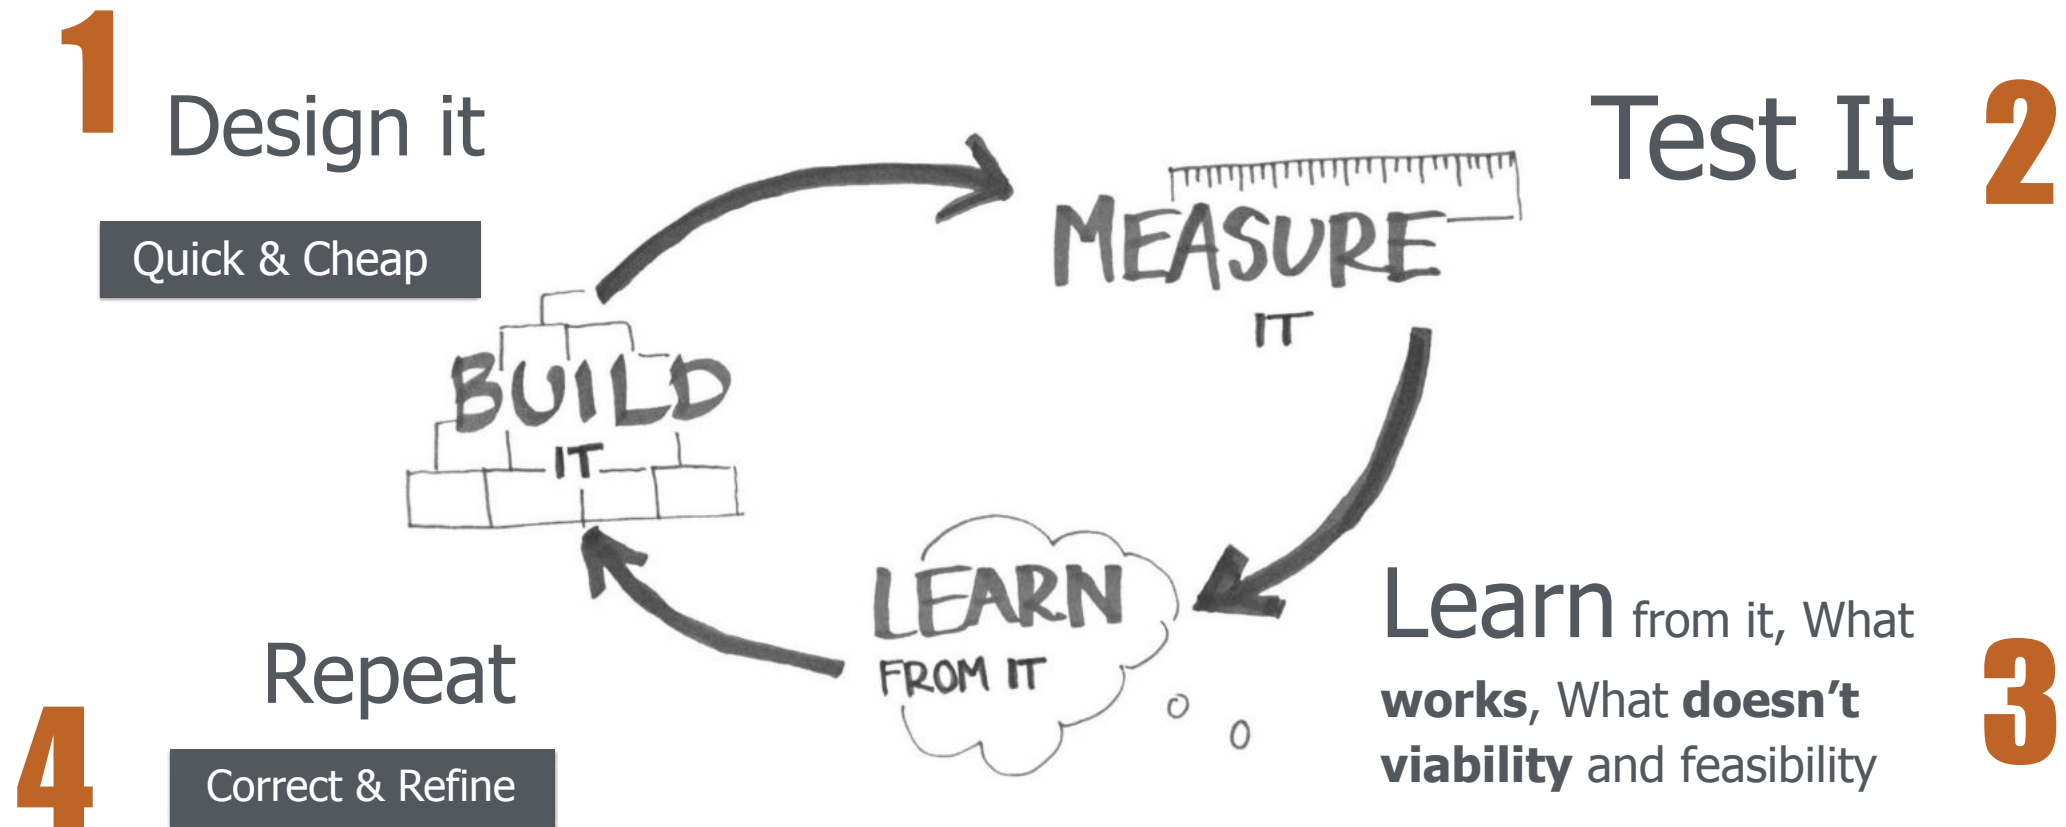 1
Design it
Quick & Cheap
Test It
2
MEASURE
IT
BUILD
IT
LEARN
FROM IT
Learn from it, What
works, What doesn’t
viability and feasibility
3
Repeat
4
Correct & Refine